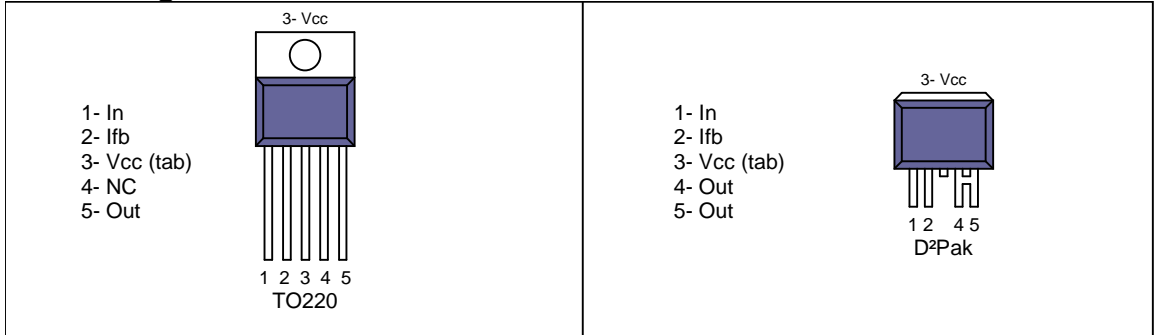 3- Vcc
1- In
2- Ifb
3- Vcc (tab)
4- NC
5- Out
1 2 3 4 5
TO220
3- Vcc
1- In
2- Ifb
3- Vcc (tab)
4- Out
5- Out
1 2 4 5
D²Pak